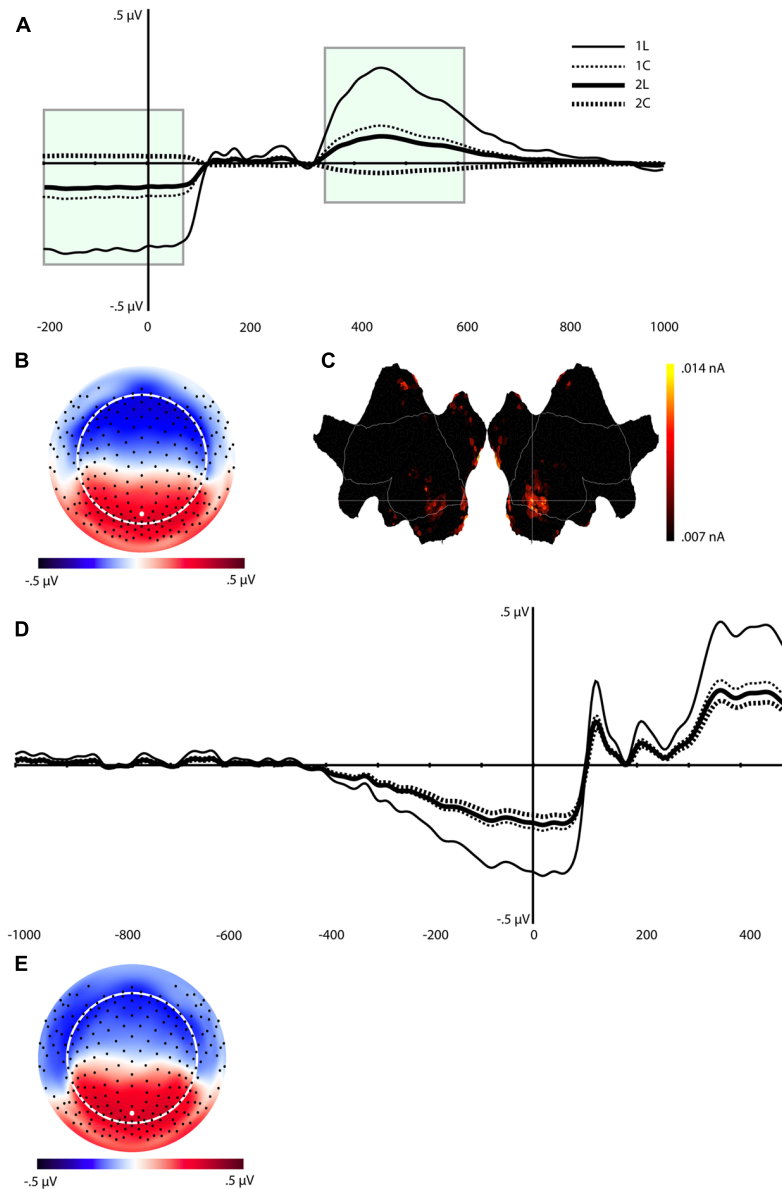 A
.5 µV
1L
1C
2L
2C
-.5 µV
-200 0 200 400 600 800 1000
B
C
.014 nA
.007 nA
-.5 µV .5 µV
D
.5 µV
-.5 µV
-1000 -800 -600 -400 -200 0 200 400
E
-.5 µV .5 µV